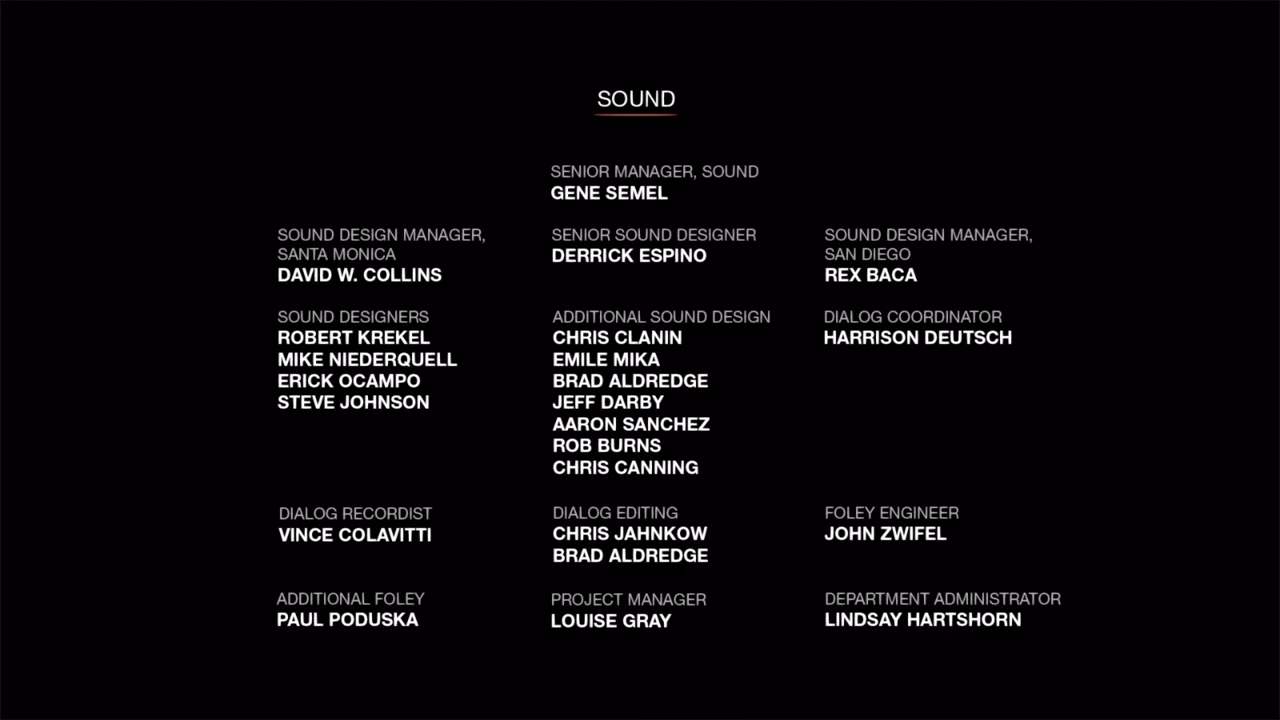 SOUND
SENIOR MANAGER, SOUND
GENE SEMEL
SOUND DESIGN MANAGER,
SANTA MONICA
DAVID W. COLLINS
SENIOR SOUND DESIGNER
DERRICK ESPINO
SOUND DESIGN MANAGER,
SAN DIEGO
REX BACA
SOUND DESIGNERS
ROBERT KREKEL
MIKE NIEDERQUELL
ERICK OCAMPO
STEVE JOHNSON
ADDITIONAL SOUND DESIGN
CHRIS CLANIN
EMILE MIKA
BRAD ALDREDGE
JEFF DARBY
AARON SANCHEZ
ROB BURNS
CHRIS CANNING
DIALOG COORDINATOR
HARRISON DEUTSCH
DIALOG RECORDIST
VINCE COLAVITTI
DIALOG EDITING
CHRIS JAHNKOW
BRAD ALDREDGE
FOLEY ENGINEER
JOHN ZWIFEL
ADDITIONAL FOLEY
PAUL PODUSKA
PROJECT MANAGER
LOUISE GRAY
DEPARTMENT ADMINISTRATOR
LINDSAY HARTSHORN